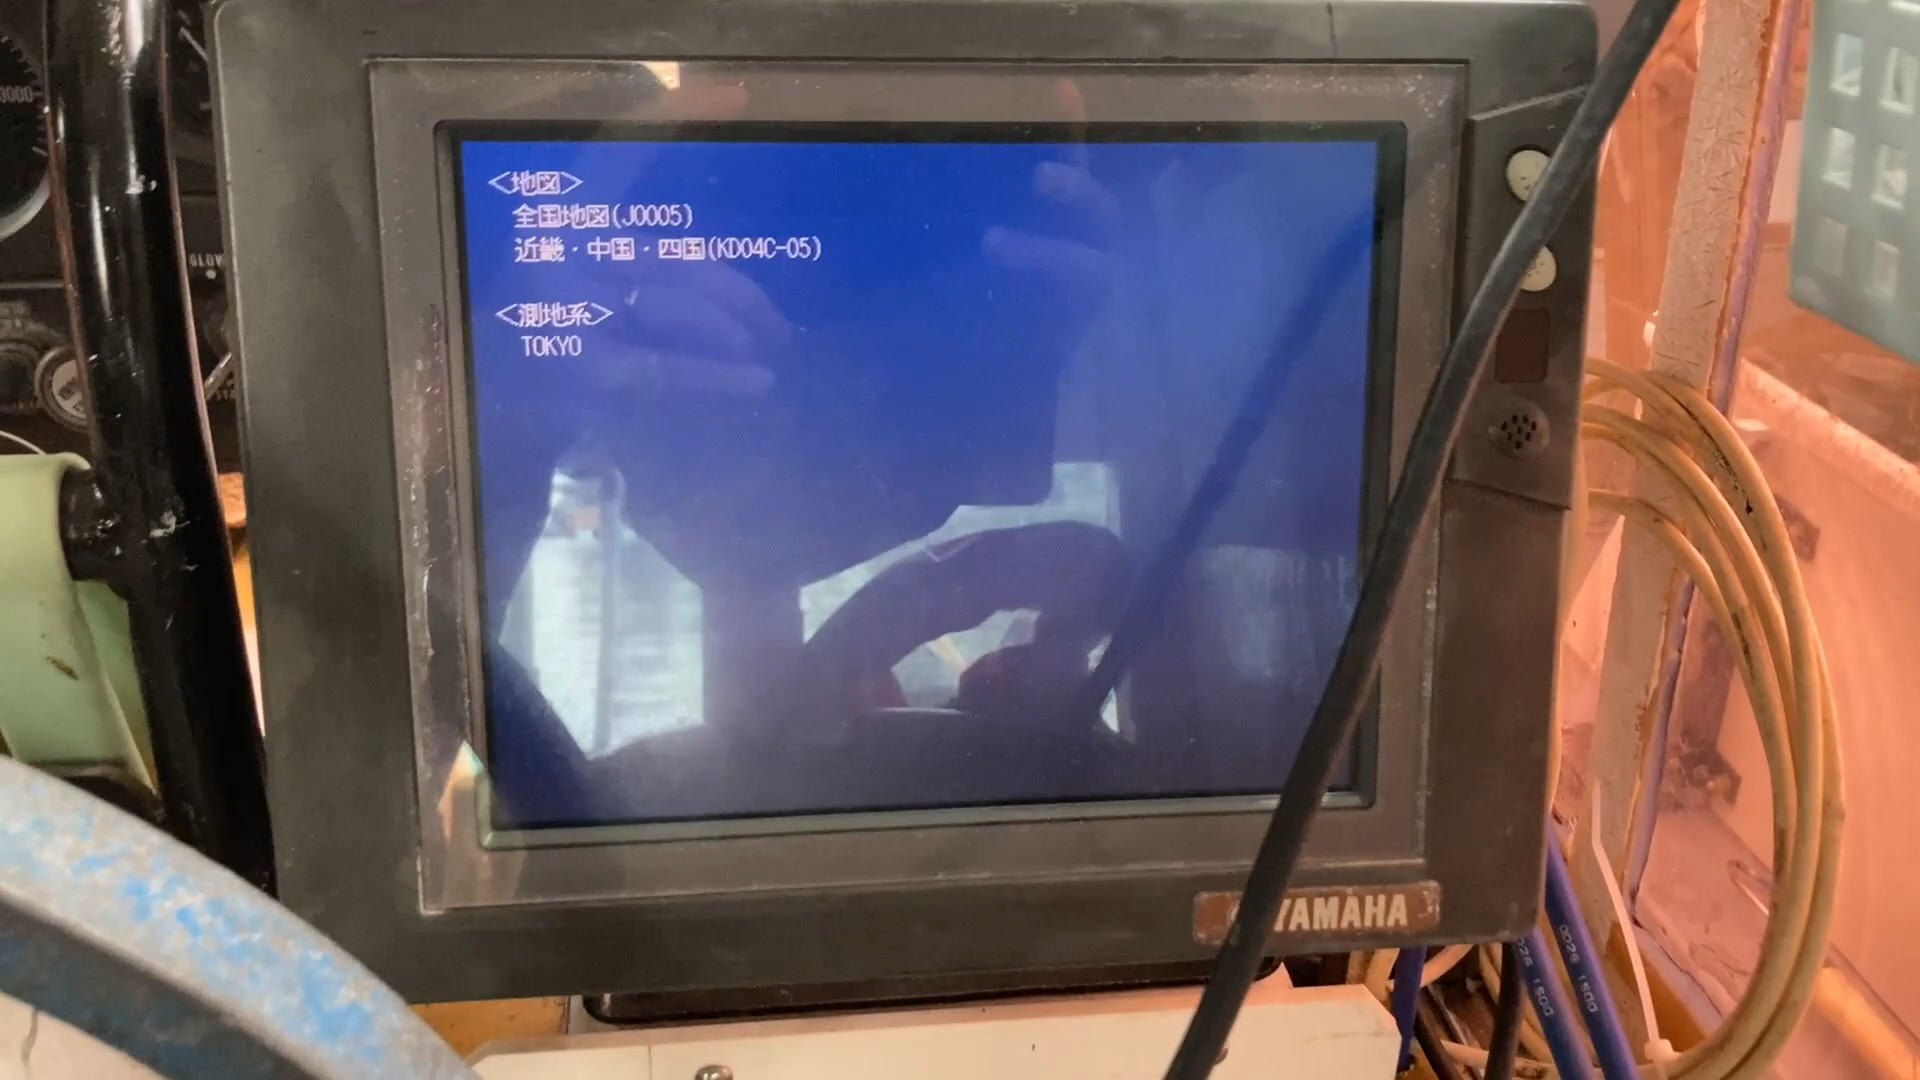 <地図>
全国地図(J0005)
近畿・中国・四国(KD04C-05)
<測地系>
TOKYO
YAMAHA